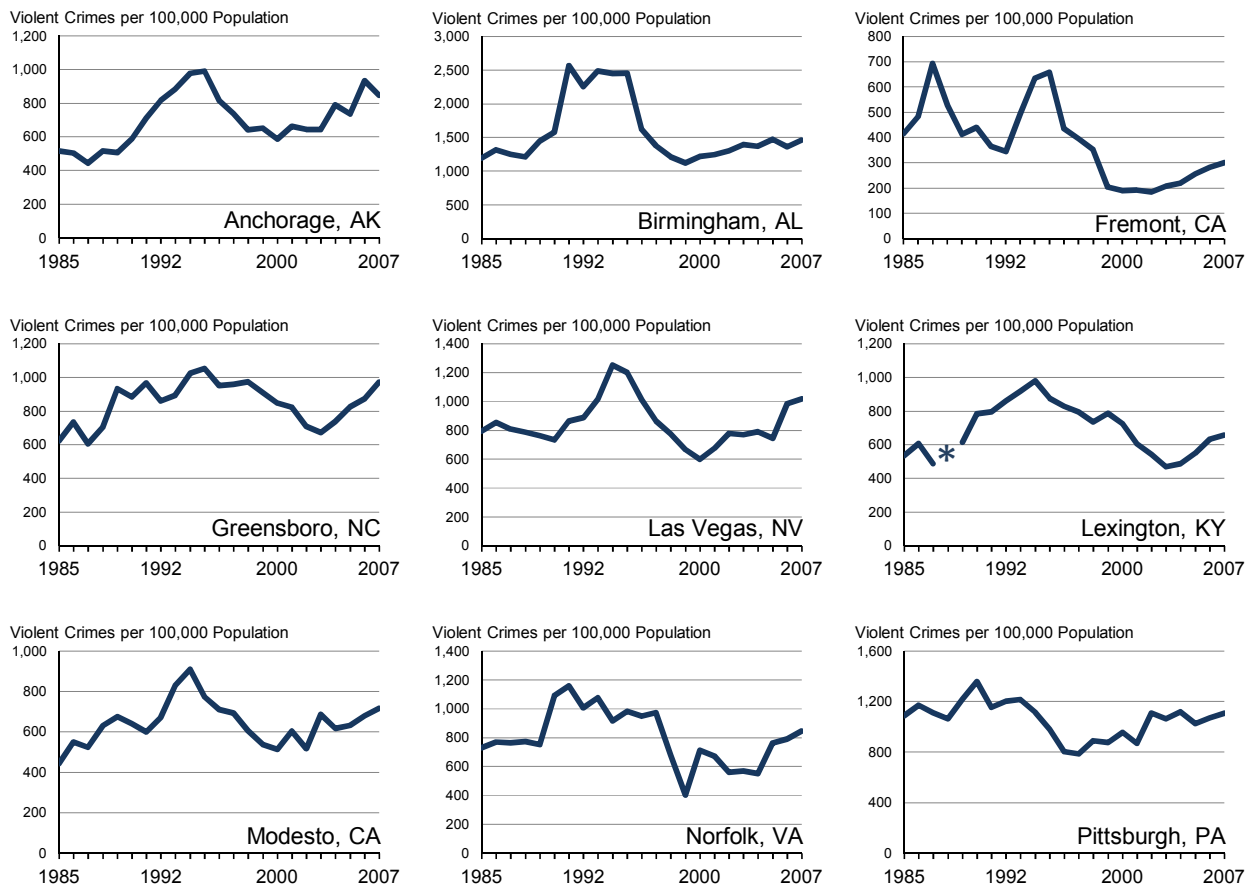 Violent Crimes per 100,000 Population
1,200
1,000
800
600
400
200
0
Anchorage, AK
1985 1992 2000 2007
Violent Crimes per 100,000 Population
3,000
2,500
2,000
1,500
1,000
500
0
Birmingham, AL
1985 1992 2000 2007
Violent Crimes per 100,000 Population
800
700
600
500
400
300
200
100
0
Fremont, CA
1985 1992 2000 2007
Violent Crimes per 100,000 Population
1,200
1,000
800
600
400
200
0
Greensboro, NC
1985 1992 2000 2007
Violent Crimes per 100,000 Population
1,400
1,200
1,000
800
600
400
200
0
Las Vegas, NV
1985 1992 2000 2007
Violent Crimes per 100,000 Population
1,200
1,000
800
600
400
200
0
*
Lexington, KY
1985 1992 2000 2007
Violent Crimes per 100,000 Population
1,000
800
600
400
200
0
Modesto, CA
1985 1992 2000 2007
Violent Crimes per 100,000 Population
1,400
1,200
1,000
800
600
400
200
0
Norfolk, VA
1985 1992 2000 2007
Violent Crimes per 100,000 Population
1,600
1,200
800
400
0
Pittsburgh, PA
1985 1992 2000 2007